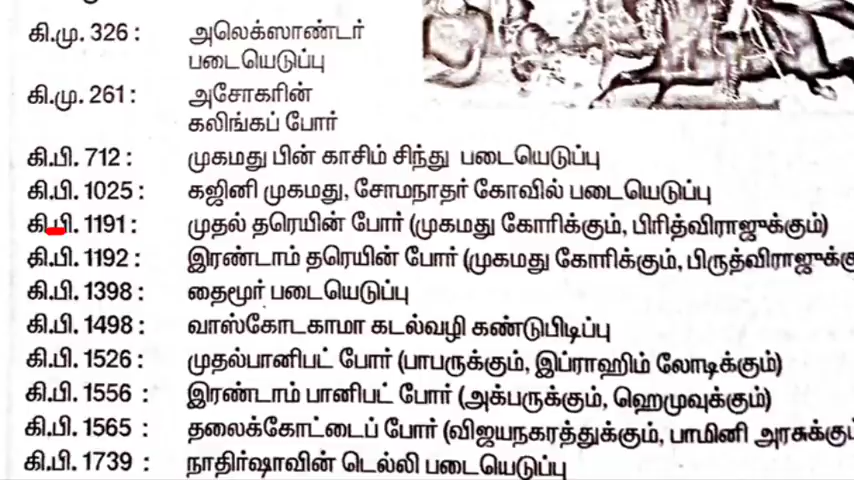 கி.மு. 326 : அலெக்ஸாண்டர்
படையெடுப்பு
கி.மு. 261 : அசோகரின்
கலிங்கப் போர்
கி.பி. 712 : முகமது பின் காசிம் சிந்து படையெடுப்பு
கி.பி. 1025 : கஜினி முகமது, சோமநாதர் கோவில் படையெடுப்பு
கி.பி. 1191 : முதல் தரெயின் போர் (முகமது கோரிக்கும், பிரித்விராஜுக்கும்)
கி.பி. 1192 : இரண்டாம் தரெயின் போர் (முகமது கோரிக்கும், பிருத்விராஜுக்கு
கி.பி. 1398 : தைமூர் படையெடுப்பு
கி.பி. 1498 : வாஸ்கோடகாமா கடல்வழி கண்டுபிடிப்பு
கி.பி. 1526 : முதல்பானிபட் போர் (பாபருக்கும், இப்ராஹிம் லோடிக்கும்)
கி.பி. 1556 : இரண்டாம் பானிபட் போர் (அக்பருக்கும், ஹெமுவுக்கும்)
கி.பி. 1565 : தலைக்கோட்டைப் போர் (விஜயநகரத்துக்கும், பாமினி அரசுக்கும்
கி.பி. 1739 : நாதிர்ஷாவின் டெல்லி படையெடுப்பு